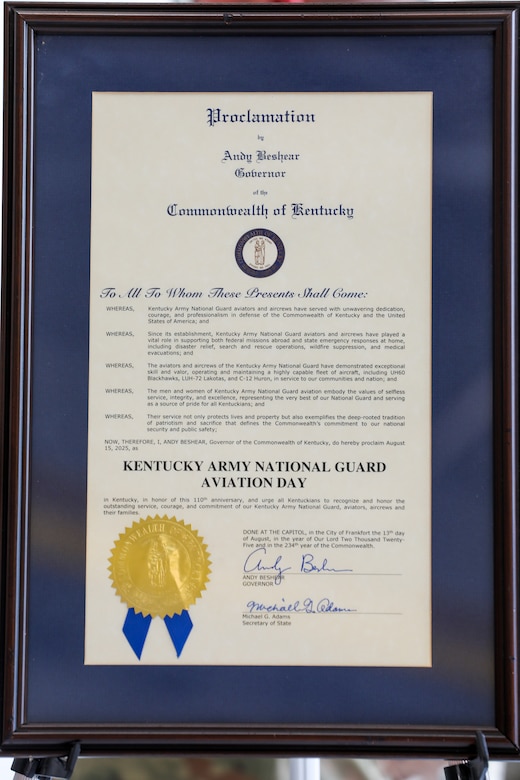 Proclamation
by
Andy Beshear
Governor
of the
Commonwealth of Kentucky
To All To Whom These Presents Shall Come:
WHEREAS, Kentucky Army National Guard aviators and aircrews have served with unwavering dedication,
courage, and professionalism in defense of the Commonwealth of Kentucky and the United
States of America; and
WHEREAS, Since its establishment, Kentucky Army National Guard aviators and aircrews have played a
vital role in supporting both federal missions abroad and state emergency responses at home,
including disaster relief, search and rescue operations, wildfire suppression, and medical
evacuations; and
WHEREAS, The aviators and aircrews of the Kentucky Army National Guard have demonstrated exceptional
skill and valor, operating and maintaining a highly capable fleet of aircraft, including UH60
Blackhawks, LUH-72 Lakotas, and C-12 Huron, in service to our communities and nation; and
WHEREAS, The men and women of Kentucky Army National Guard aviation embody the values of selfless
service, integrity, and excellence, representing the very best of our National Guard and serving
as a source of pride for all Kentuckians; and
WHEREAS, Their service not only protects lives and property but also exemplifies the deep-rooted tradition
of patriotism and sacrifice that defines the Commonwealth's commitment to our national
security and public safety;
NOW, THEREFORE, I, ANDY BESHEAR, Governor of the Commonwealth of Kentucky, do hereby proclaim August
15, 2025, as
KENTUCKY ARMY NATIONAL GUARD
AVIATION DAY
in Kentucky, in honor of this 110th anniversary, and urge all Kentuckians to recognize and honor the
outstanding service, courage, and commitment of our Kentucky Army National Guard, aviators, aircrews and
their families.
DONE AT THE CAPITOL, in the City of Frankfort the 13th day
of August, in the year of Our Lord Two Thousand Twenty-
Five and in the 234th year of the Commonwealth.
Andy Beshear
ANDY BESHEAR
GOVERNOR
Michael G. Adams
Michael G. Adams
Secretary of State